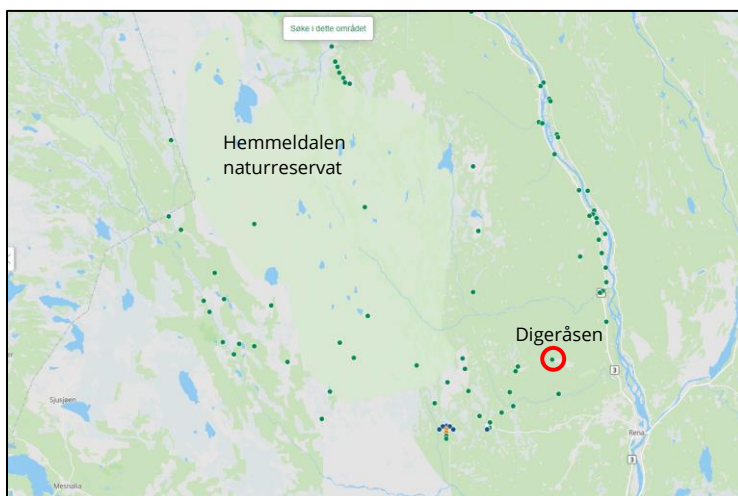 Søke i dette området
Hemmeldalen
naturreservat
Digeråsen
3
3
Sjusjøen
Rena
3
Mesnalia